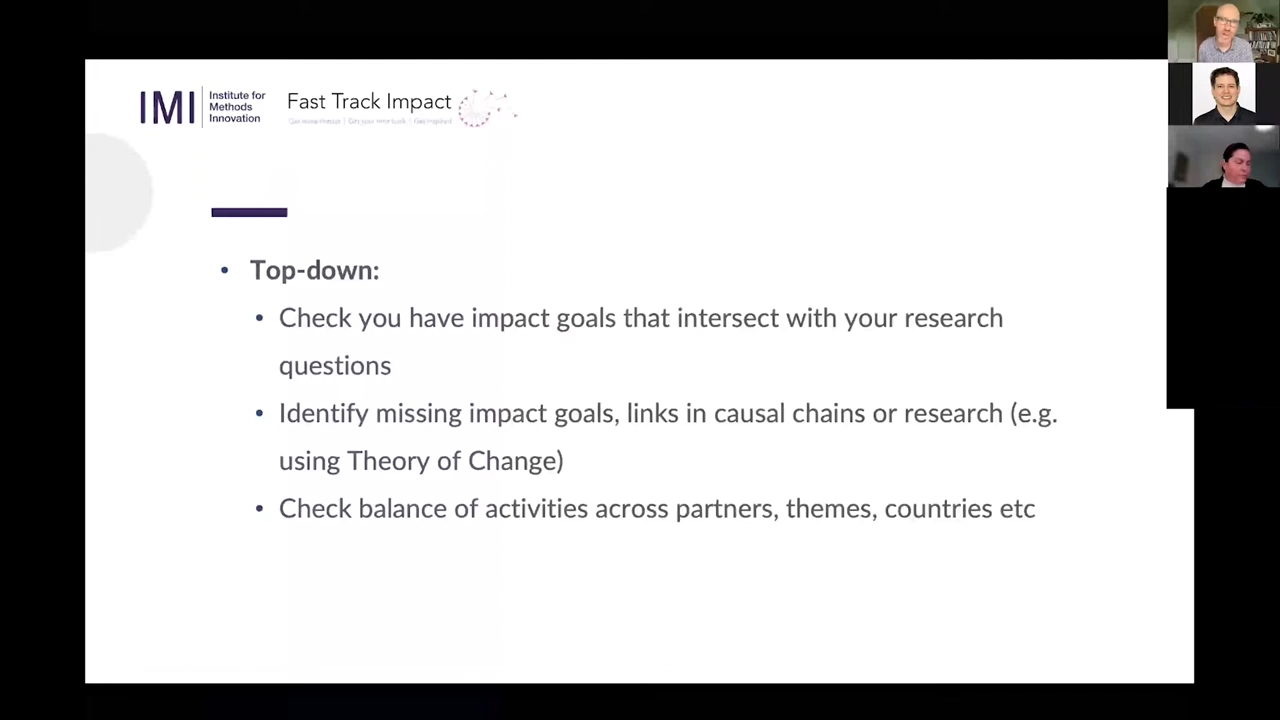 IMI
Institute for
Methods
Innovation
Fast Track Impact
• Top-down:
• Check you have impact goals that intersect with your research
questions
• Identify missing impact goals, links in causal chains or research (e.g.
using Theory of Change)
• Check balance of activities across partners, themes, countries etc